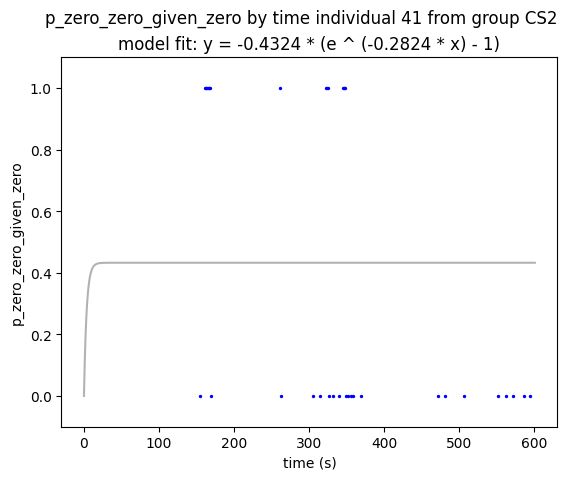 p_zero_zero_given_zero by time individual 41 from group CS2
model fit: y = -0.4324 * (e ^ (-0.2824 * x) - 1)
p_zero_zero_given_zero
1.0
0.8
0.6
0.4
0.2
0.0
0 100 200 300 400 500 600
time (s)